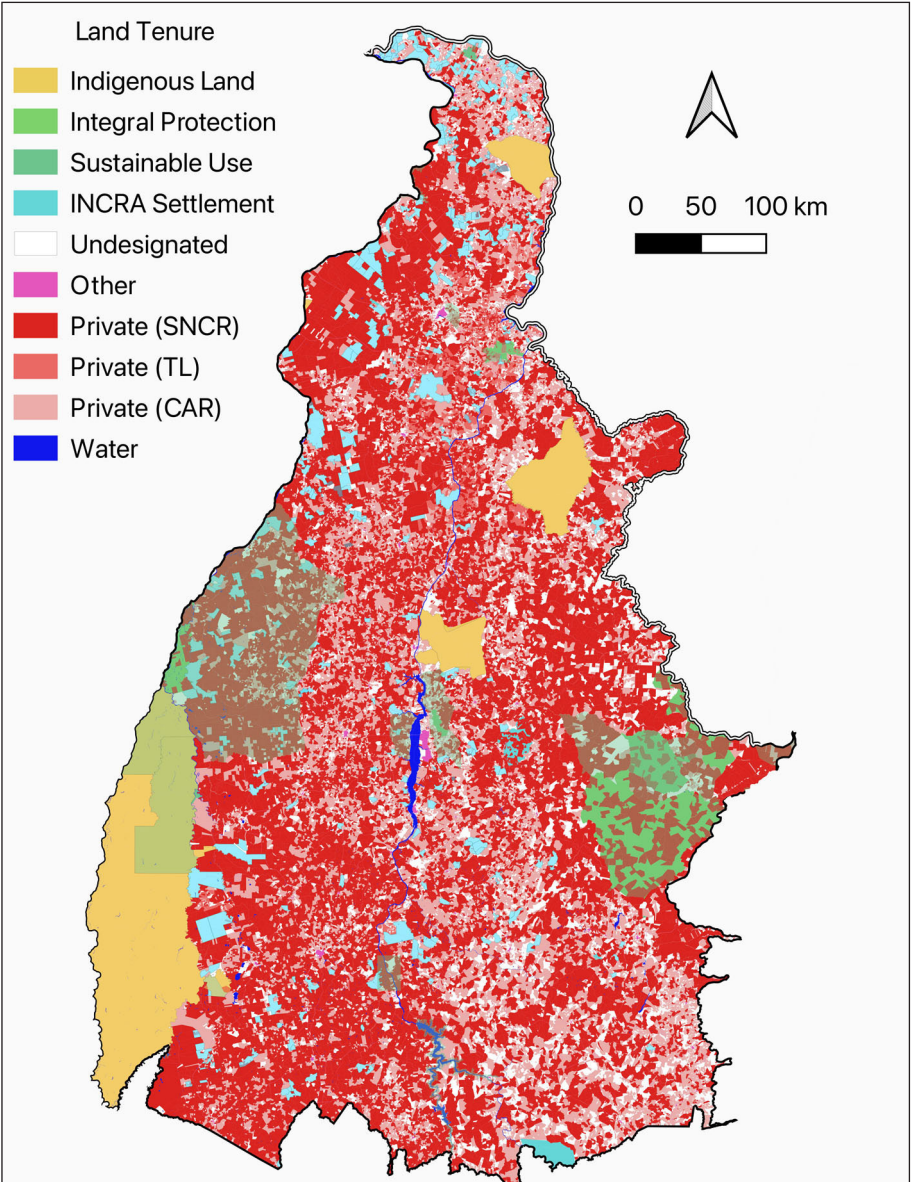 Land Tenure
Indigenous Land
Integral Protection
Sustainable Use
INCRA Settlement
Undesignated
Other
Private (SNCR)
Private (TL)
Private (CAR)
Water
0 50 100 km